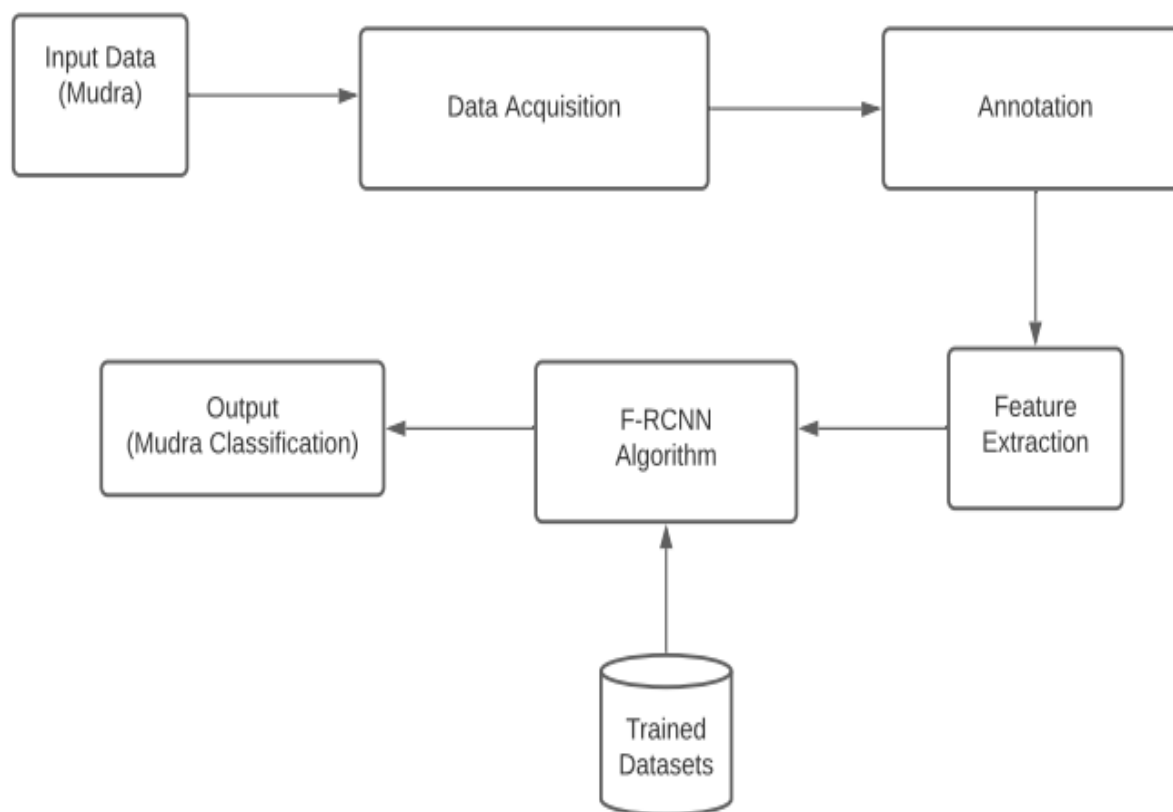 Input Data
(Mudra)
Data Acquisition
Annotation
Feature
Extraction
F-RCNN
Algorithm
Output
(Mudra Classification)
Trained
Datasets